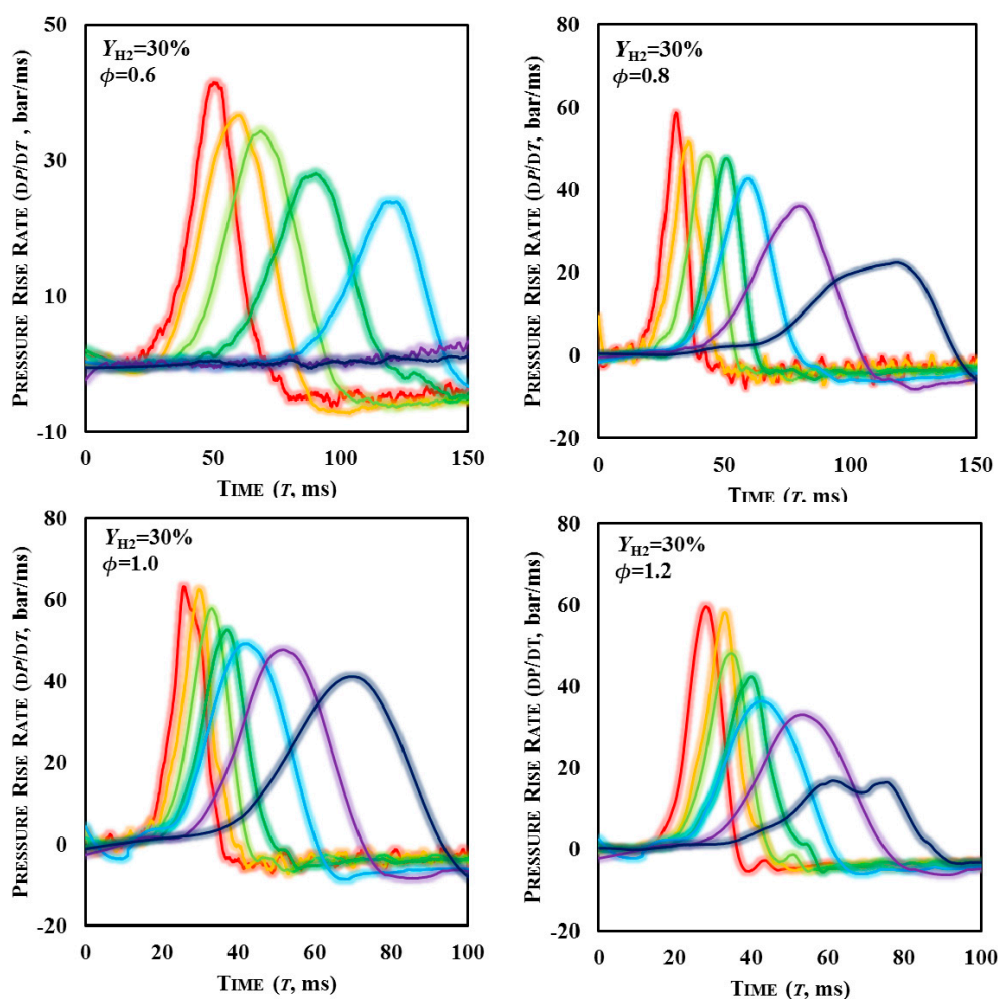 50
30
10
-10
PRESSURE RISE RATE (DP/DT, bar/ms)
Y_H2=30%
ϕ=0.6
0
50
100
150
TIME (T, ms)
80
60
40
20
0
-20
PRESSURE RISE RATE (DP/DT, bar/ms)
Y_H2=30%
ϕ=0.8
0
50
100
150
TIME (T, ms)
80
60
40
20
0
-20
PRESSURE RISE RATE (DP/DT, bar/ms)
Y_H2=30%
ϕ=1.0
0
20
40
60
80
100
TIME (T, ms)
80
60
40
20
0
-20
PRESSURE RISE RATE (DP/DT, bar/ms)
Y_H2=30%
ϕ=1.2
0
20
40
60
80
100
TIME (T, ms)